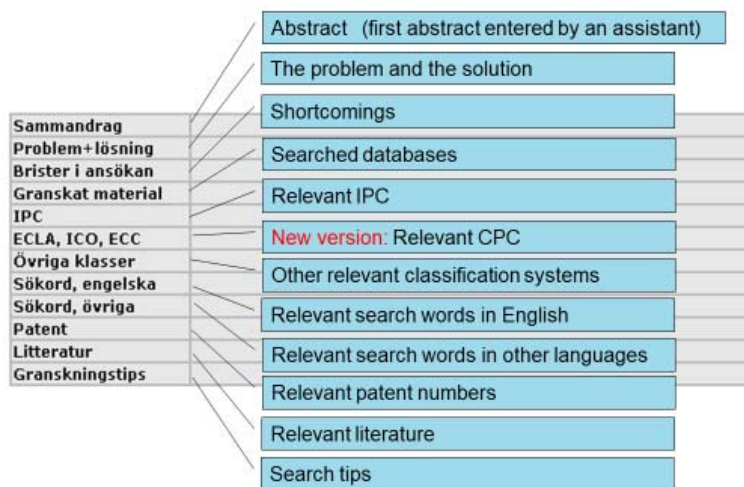 Abstract (first abstract entered by an assistant)
The problem and the solution
Shortcomings
Searched databases
Relevant IPC
New version: Relevant CPC
Other relevant classification systems
Relevant search words in English
Relevant search words in other languages
Relevant patent numbers
Relevant literature
Search tips
Sammandrag
Problem+lösning
Brister i ansökan
Granskat material
IPC
ECLA, ICO, ECC
Övriga klasser
Sökord, engelska
Sökord, övriga
Patent
Litteratur
Granskningstips